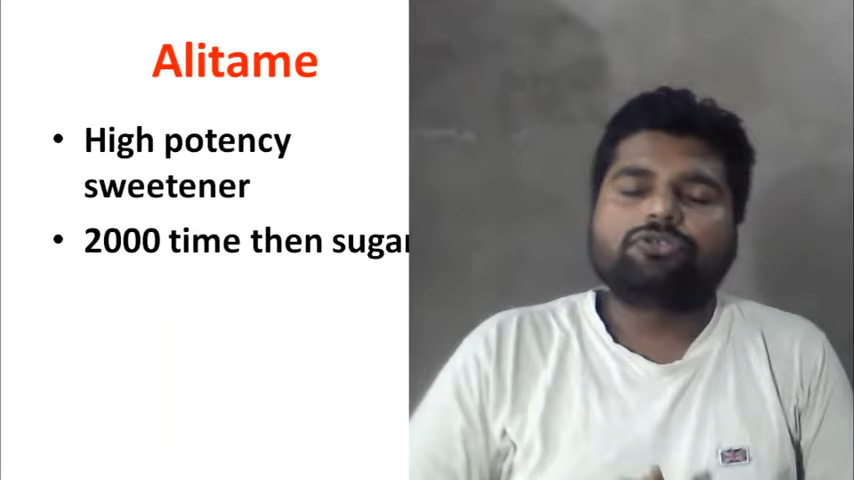 Alitame
• High potency
sweetener
• 2000 time then sugar